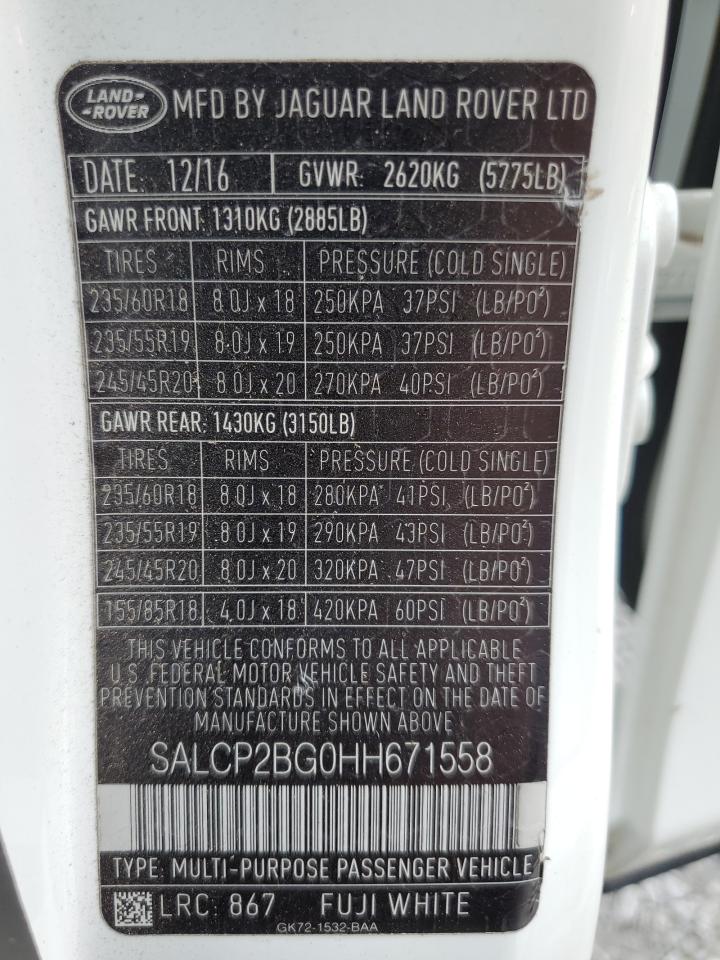 LAND-
-ROVER
MFD BY JAGUAR LAND ROVER LTD
DATE: 12/16 GVWR: 2620KG (5775LB)
GAWR FRONT: 1310KG (2885LB)
TIRES RIMS PRESSURE (COLD SINGLE)
235/60R18 8.0J x 18 250KPA 37PSI (LB/PO²)
235/55R19 8.0J x 19 250KPA 37PSI (LB/PO²)
245/45R20 8.0J x 20 270KPA 40PSI (LB/PO²)
GAWR REAR: 1430KG (3150LB)
TIRES RIMS PRESSURE (COLD SINGLE)
235/60R18 8.0J x 18 280KPA 41PSI (LB/PO²)
235/55R19 8.0J x 19 290KPA 43PSI (LB/PO²)
245/45R20 8.0J x 20 320KPA 47PSI (LB/PO²)
155/85R18 4.0J x 18 420KPA 60PSI (LB/PO²)
THIS VEHICLE CONFORMS TO ALL APPLICABLE
U.S. FEDERAL MOTOR VEHICLE SAFETY AND THEFT
PREVENTION STANDARDS IN EFFECT ON THE DATE OF
MANUFACTURE SHOWN ABOVE.
SALCP2BG0HH671558
TYPE: MULTI-PURPOSE PASSENGER VEHICLE
LRC: 867 FUJI WHITE
GK72-1532-BAA